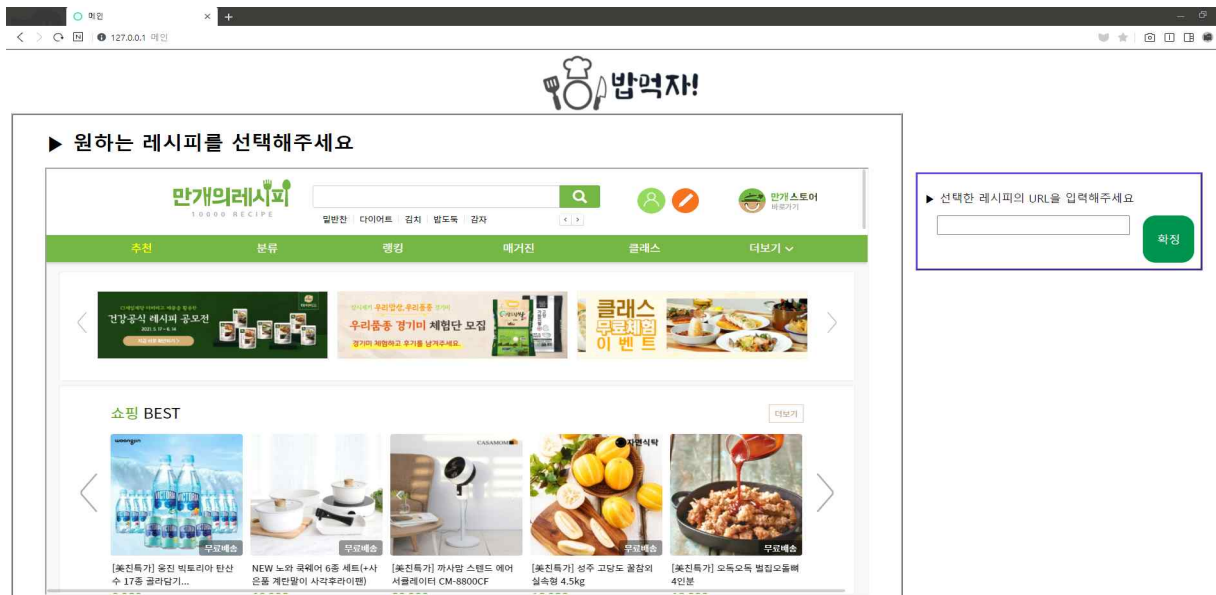 메인
127.0.0.1 메인
밥먹자!
▶ 원하는 레시피를 선택해주세요
만개의레시피
10000 RECIPE
밑반찬 다이어트 김치 밥도둑 감자
만개스토어
바로가기
추천 분류 랭킹 매거진 클래스 더보기
건강공식 레시피 공모전
우리품종 경기미 체험단 모집
경기미 체험하고 후기를 남겨주세요.
클래스
무료체험
이벤트
쇼핑 BEST
더보기
woongjin
CASAMOM
자연식탁
VICTORIA
무료배송 무료배송 무료배송 무료배송
[美친특가] 웅진 빅토리아 탄산
수 17종 골라담기...
NEW 노와 쿡웨어 6종 세트(+사
은품 계란말이 사각후라이팬)
[美친특가] 까사맘 스탠드 에어
서큘레이터 CM-8800CF
[美친특가] 성주 고당도 꿀참외
실속형 4.5kg
[美친특가] 오독오독 벌집오돌뼈
4인분
▶ 선택한 레시피의 URL을 입력해주세요
확정